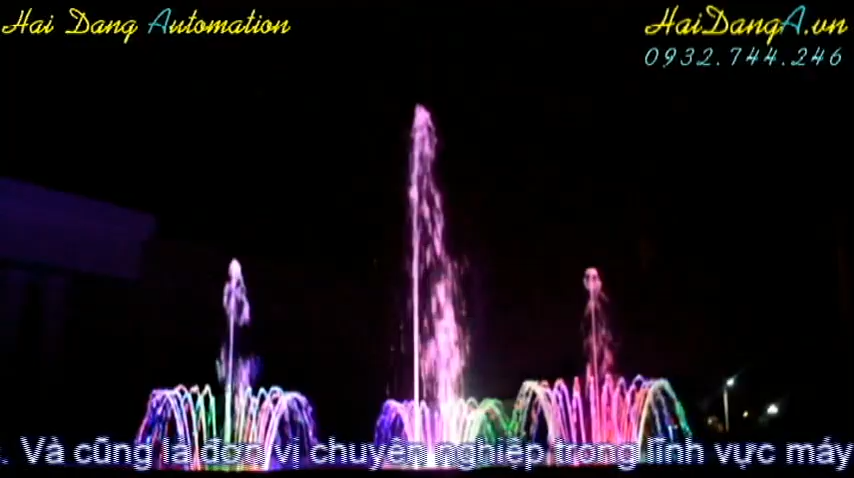 Hai Dang Automation
HaiDangA.vn
0932.744.246
. Và cũng là đơn vị chuyên nghiệp trong lĩnh vực máy